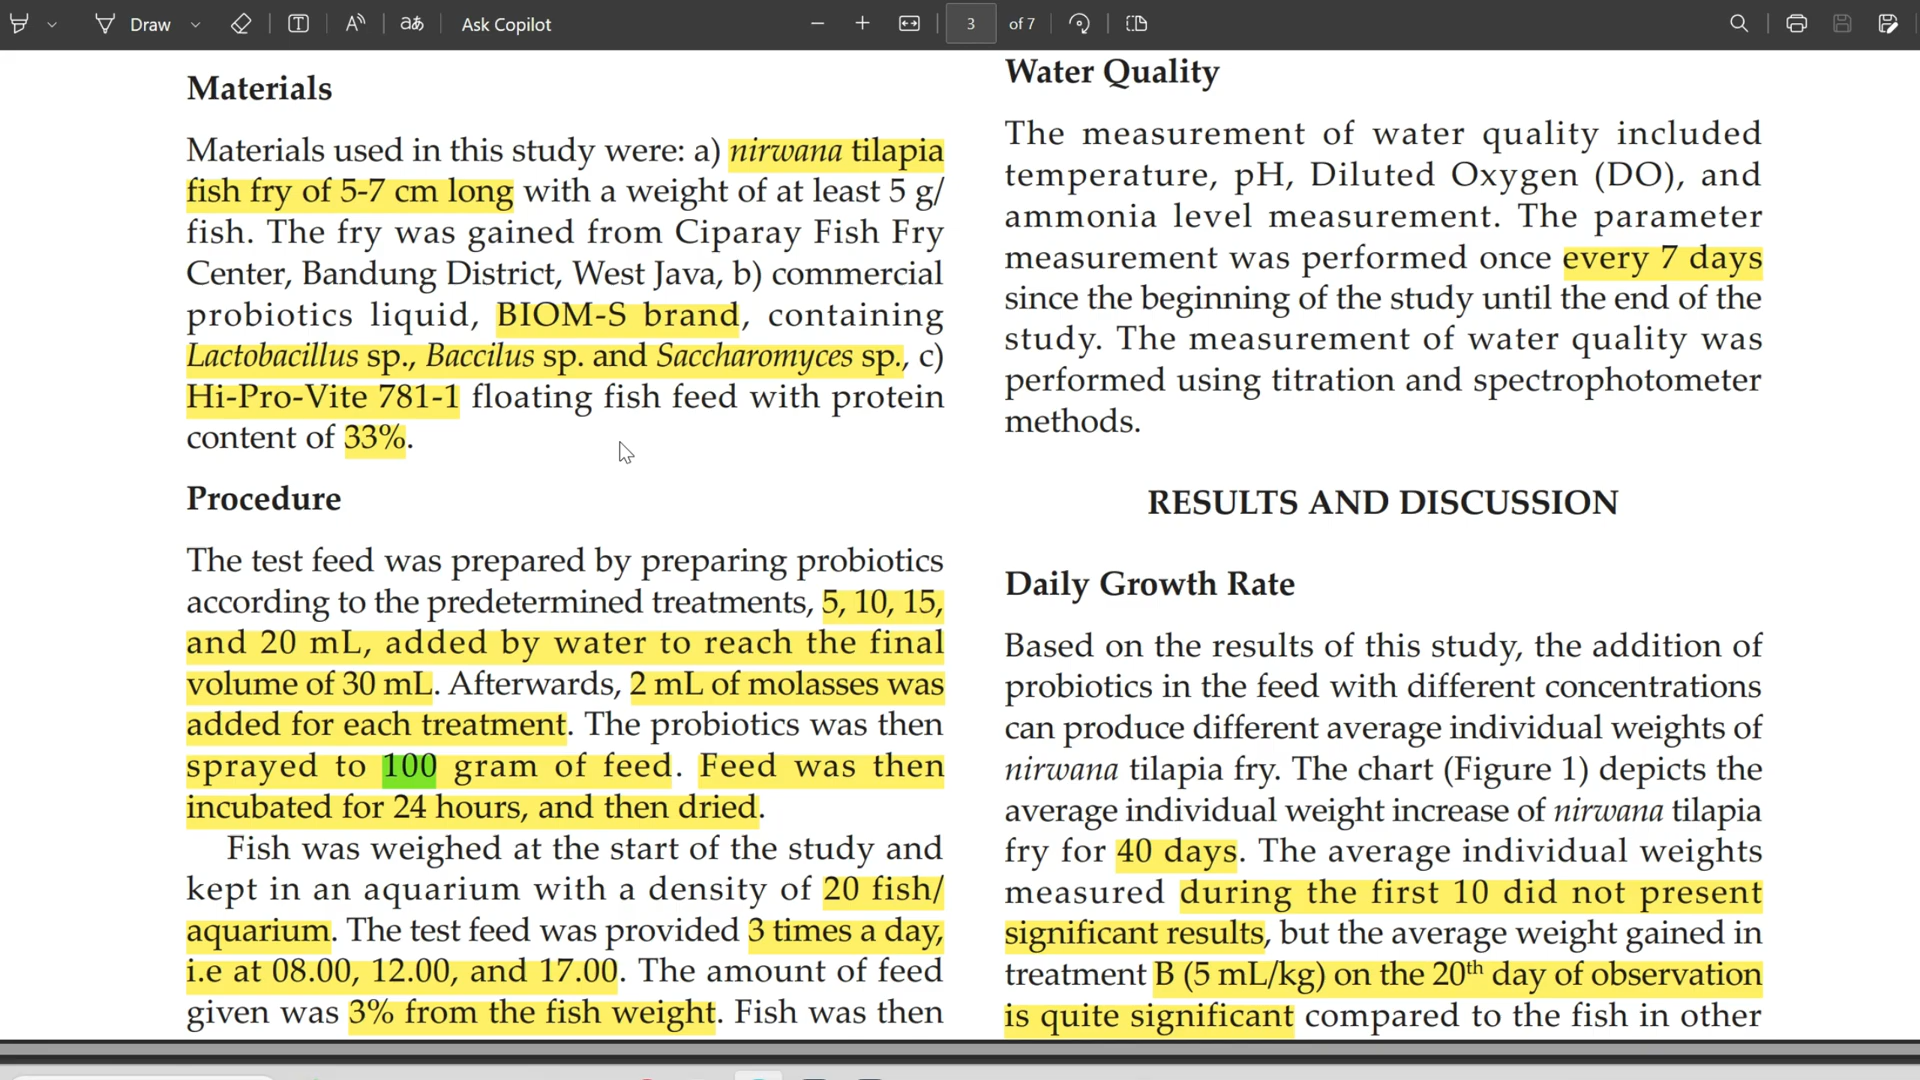 Draw
Ask Copilot
3
of 7
Materials
Materials used in this study were: a) nirwana tilapia
fish fry of 5-7 cm long with a weight of at least 5 g/
fish. The fry was gained from Ciparay Fish Fry
Center, Bandung District, West Java, b) commercial
probiotics liquid, BIOM-S brand, containing
Lactobacillus sp., Baccilus sp. and Saccharomyces sp., c)
Hi-Pro-Vite 781-1 floating fish feed with protein
content of 33%.
Procedure
The test feed was prepared by preparing probiotics
according to the predetermined treatments, 5, 10, 15,
and 20 mL, added by water to reach the final
volume of 30 mL. Afterwards, 2 mL of molasses was
added for each treatment. The probiotics was then
sprayed to 100 gram of feed. Feed was then
incubated for 24 hours, and then dried.
Fish was weighed at the start of the study and
kept in an aquarium with a density of 20 fish/
aquarium. The test feed was provided 3 times a day,
i.e at 08.00, 12.00, and 17.00. The amount of feed
given was 3% from the fish weight. Fish was then
Water Quality
The measurement of water quality included
temperature, pH, Diluted Oxygen (DO), and
ammonia level measurement. The parameter
measurement was performed once every 7 days
since the beginning of the study until the end of the
study. The measurement of water quality was
performed using titration and spectrophotometer
methods.
RESULTS AND DISCUSSION
Daily Growth Rate
Based on the results of this study, the addition of
probiotics in the feed with different concentrations
can produce different average individual weights of
nirwana tilapia fry. The chart (Figure 1) depicts the
average individual weight increase of nirwana tilapia
fry for 40 days. The average individual weights
measured during the first 10 did not present
significant results, but the average weight gained in
treatment B (5 mL/kg) on the 20th day of observation
is quite significant compared to the fish in other